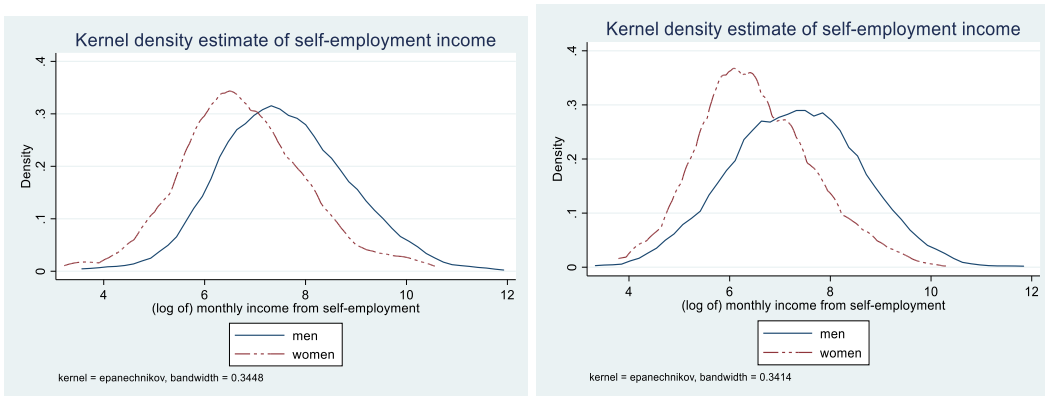 Kernel density estimate of self-employment income
.4
.3
.2
.1
0
Density
4 6 8 10 12
(log of) monthly income from self-employment
men
women
kernel = epanechnikov, bandwidth = 0.3448
Kernel density estimate of self-employment income
.4
.3
.2
.1
0
Density
4 6 8 10 12
(log of) monthly income from self-employment
men
women
kernel = epanechnikov, bandwidth = 0.3414